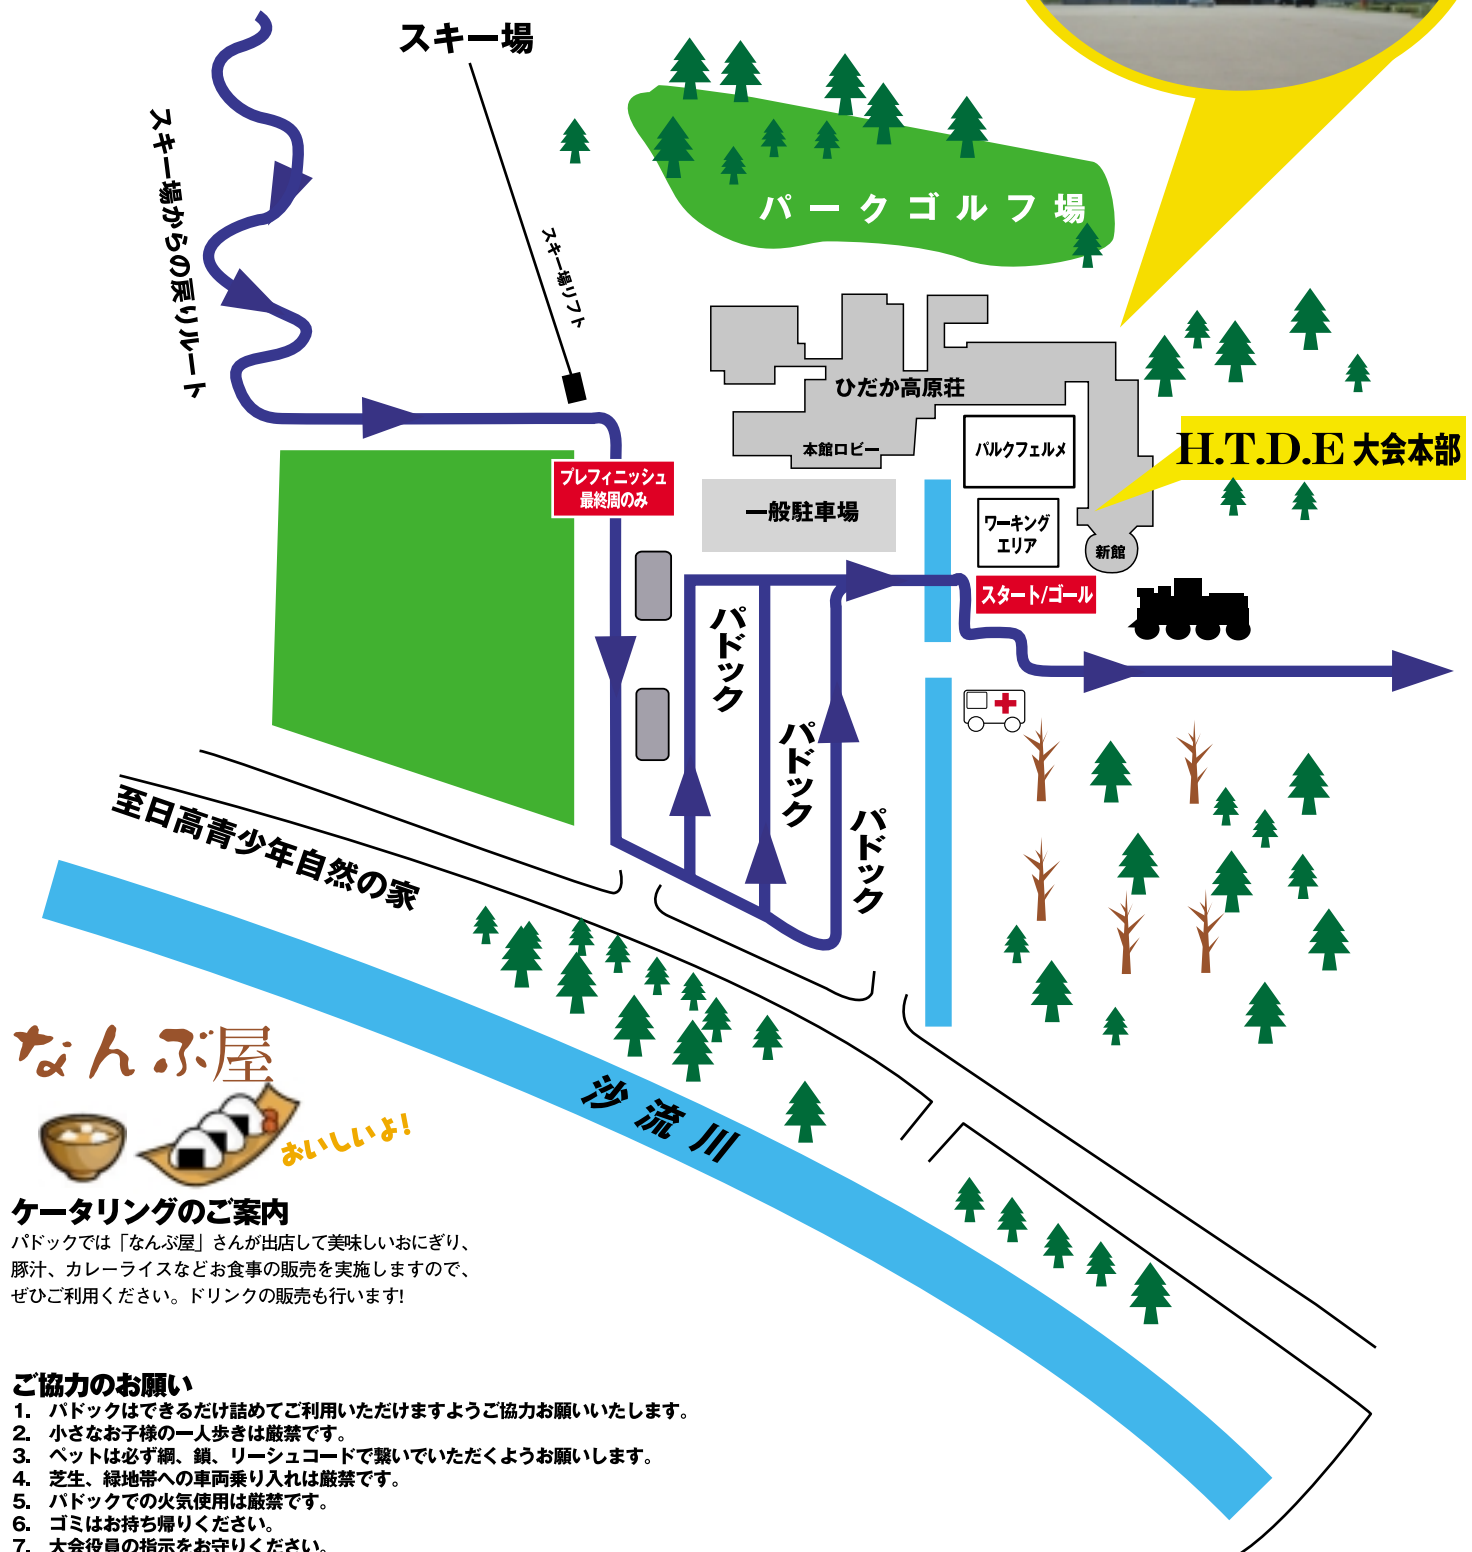 スキー場
スキー場からの戻りルート
スキー場リフト
パークゴルフ場
ひだか高原荘
本館ロビー
パルクフェルメ
H.T.D.E 大会本部
プレフィニッシュ
最終周のみ
一般駐車場
ワーキング
エリア
新館
スタート/ゴール
パドック
パドック
パドック
至日高青少年自然の家
沙流川
なんぶ屋
おいしいよ!
ケータリングのご案内
パドックでは「なんぶ屋」さんが出店して美味しいおにぎり、
豚汁、カレーライスなどお食事の販売を実施しますので、
ぜひご利用ください。ドリンクの販売も行います!
ご協力のお願い
1. パドックはできるだけ詰めてご利用いただけますようご協力お願いいたします。
2. 小さなお子様の一人歩きは厳禁です。
3. ペットは必ず綱、鎖、リーシュコードで繋いでいただくようお願いします。
4. 芝生、緑地帯への車両乗り入れは厳禁です。
5. パドックでの火気使用は厳禁です。
6. ゴミはお持ち帰りください。
7. 大会役員の指示をお守りください。